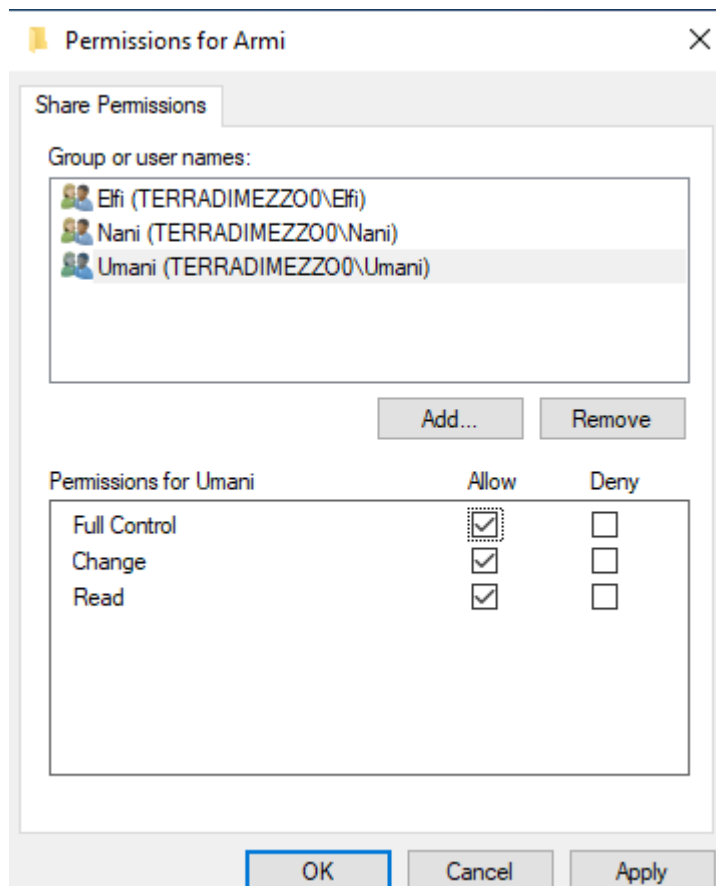 Permissions for Armi
Share Permissions
Group or user names:
Elfi (TERRADIMEZZO0\Elfi)
Nani (TERRADIMEZZO0\Nani)
Umani (TERRADIMEZZO0\Umani)
Add...
Remove
Permissions for Umani Allow Deny
Full Control
Change
Read
OK Cancel Apply